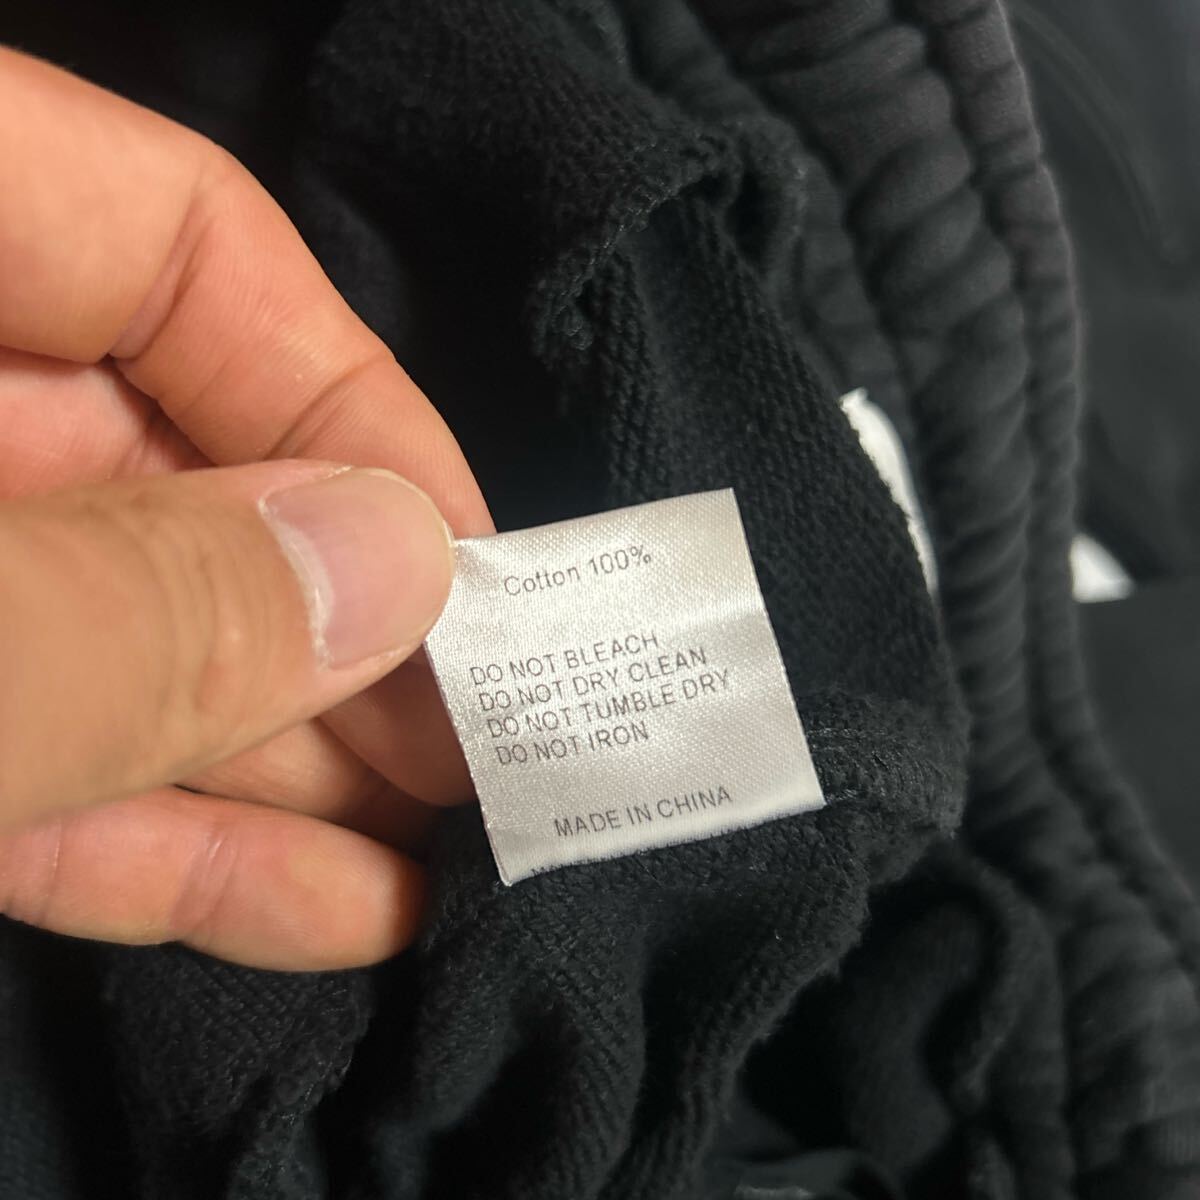 Cotton 100%
DO NOT BLEACH
DO NOT DRY CLEAN
DO NOT TUMBLE DRY
DO NOT IRON
MADE IN CHINA